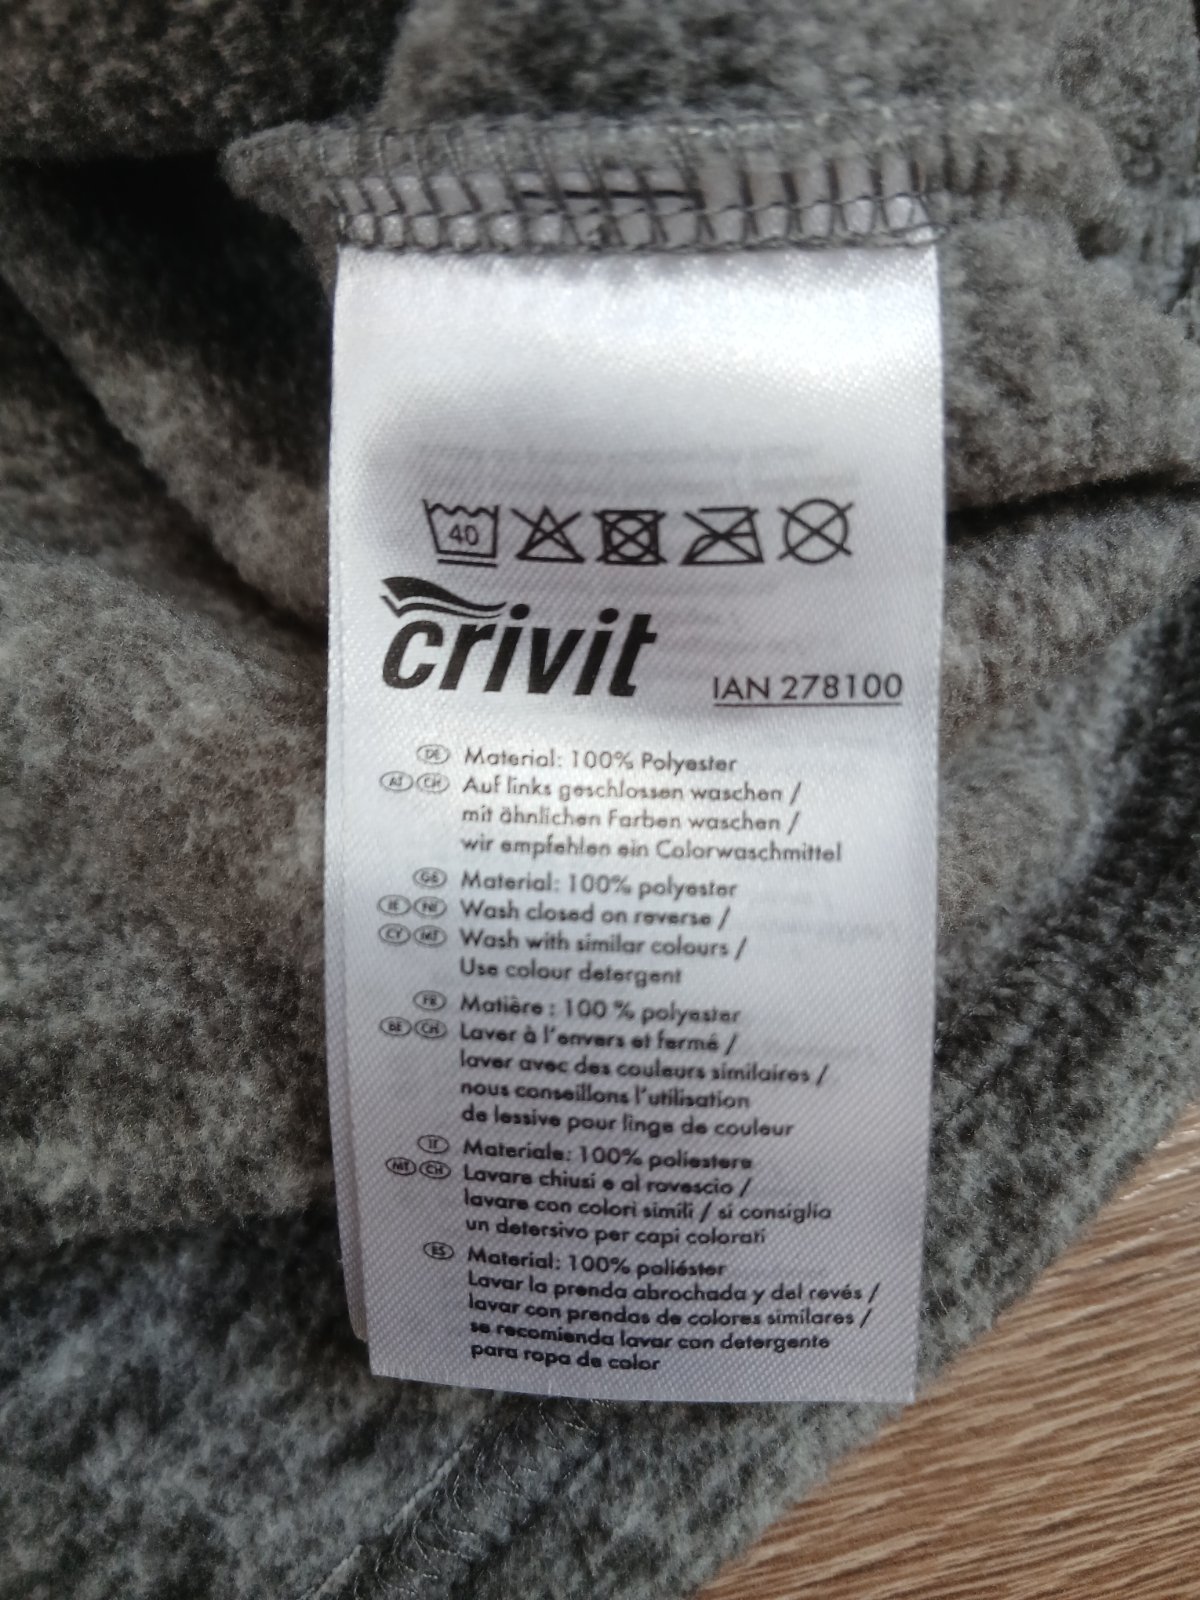 40
crivit
IAN 278100
DE Material: 100% Polyester
AT CH Auf links geschlossen waschen /
mit ähnlichen Farben waschen /
wir empfehlen ein Colorwaschmittel
GB Material: 100% polyester
IE NI Wash closed on reverse /
CY MT Wash with similar colours /
Use colour detergent
FR Matière : 100 % polyester
BE CH Laver à l'envers et fermé /
laver avec des couleurs similaires /
nous conseillons l'utilisation
de lessive pour linge de couleur
IT Materiale: 100% poliestere
MT CH Lavare chiusi e al rovescio /
lavare con colori simili / si consiglia
un detersivo per capi colorati
ES Material: 100% poliéster
Lavar la prenda abrochada y del revés /
lavar con prendas de colores similares /
se recomienda lavar con detergente
para ropa de color